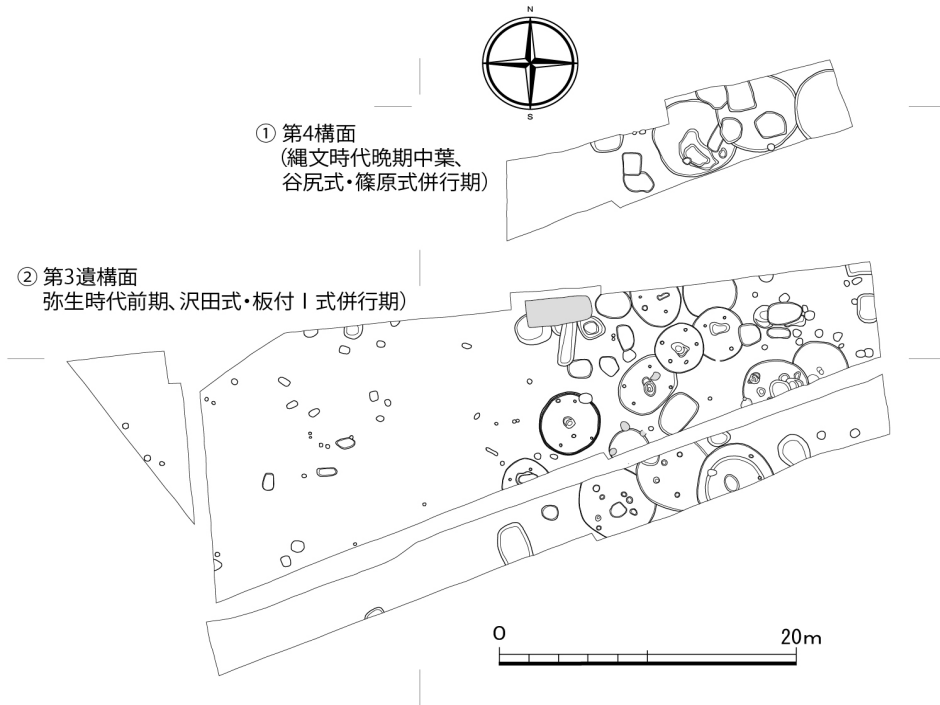 N
S
① 第4構面
(縄文時代晩期中葉、
谷尻式・篠原式併行期)
② 第3遺構面
弥生時代前期、沢田式・板付Ⅰ式併行期)
0
20m